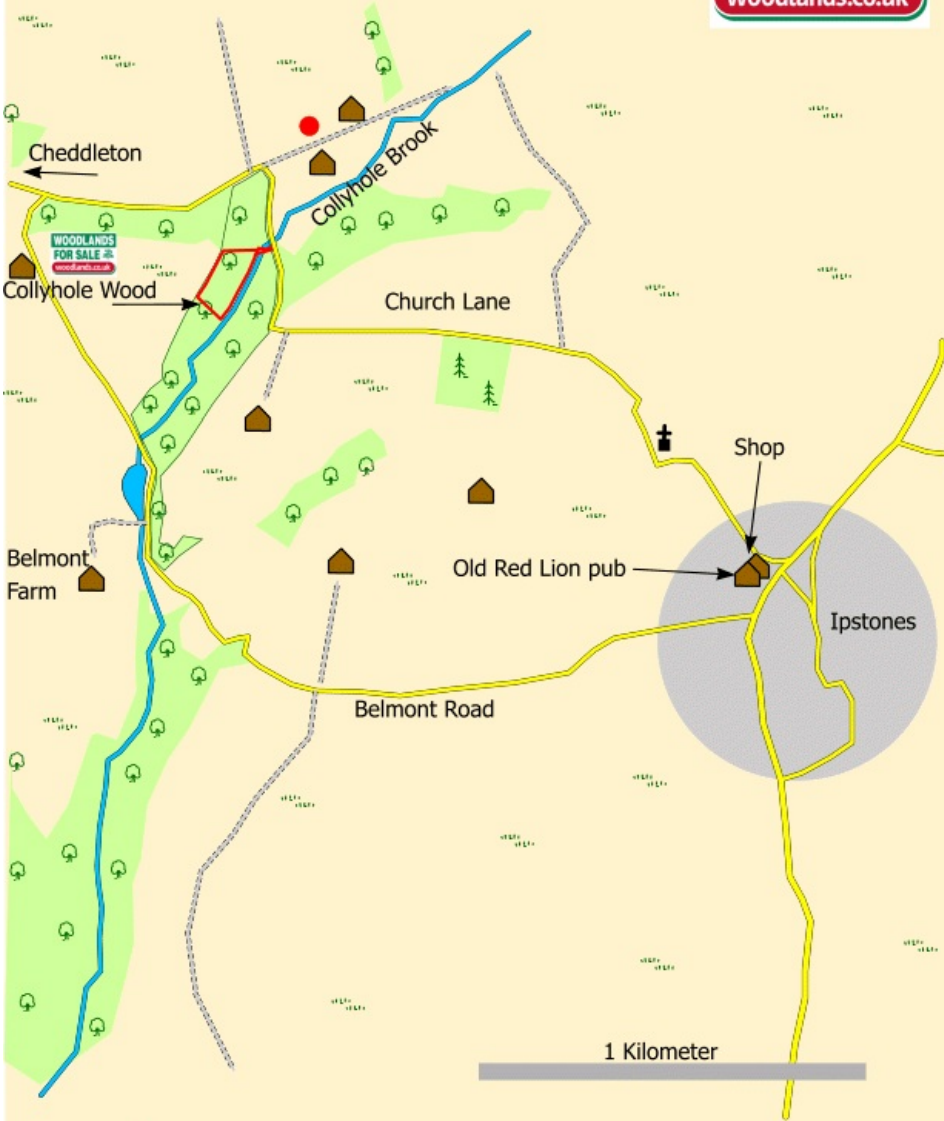 woodlands.co.uk
Cheddleton
Collyhole Brook
WOODLANDS
FOR SALE
woodlands.co.uk
Collyhole Wood
Church Lane
Shop
Belmont
Farm
Old Red Lion pub
Ipstones
Belmont Road
1 Kilometer